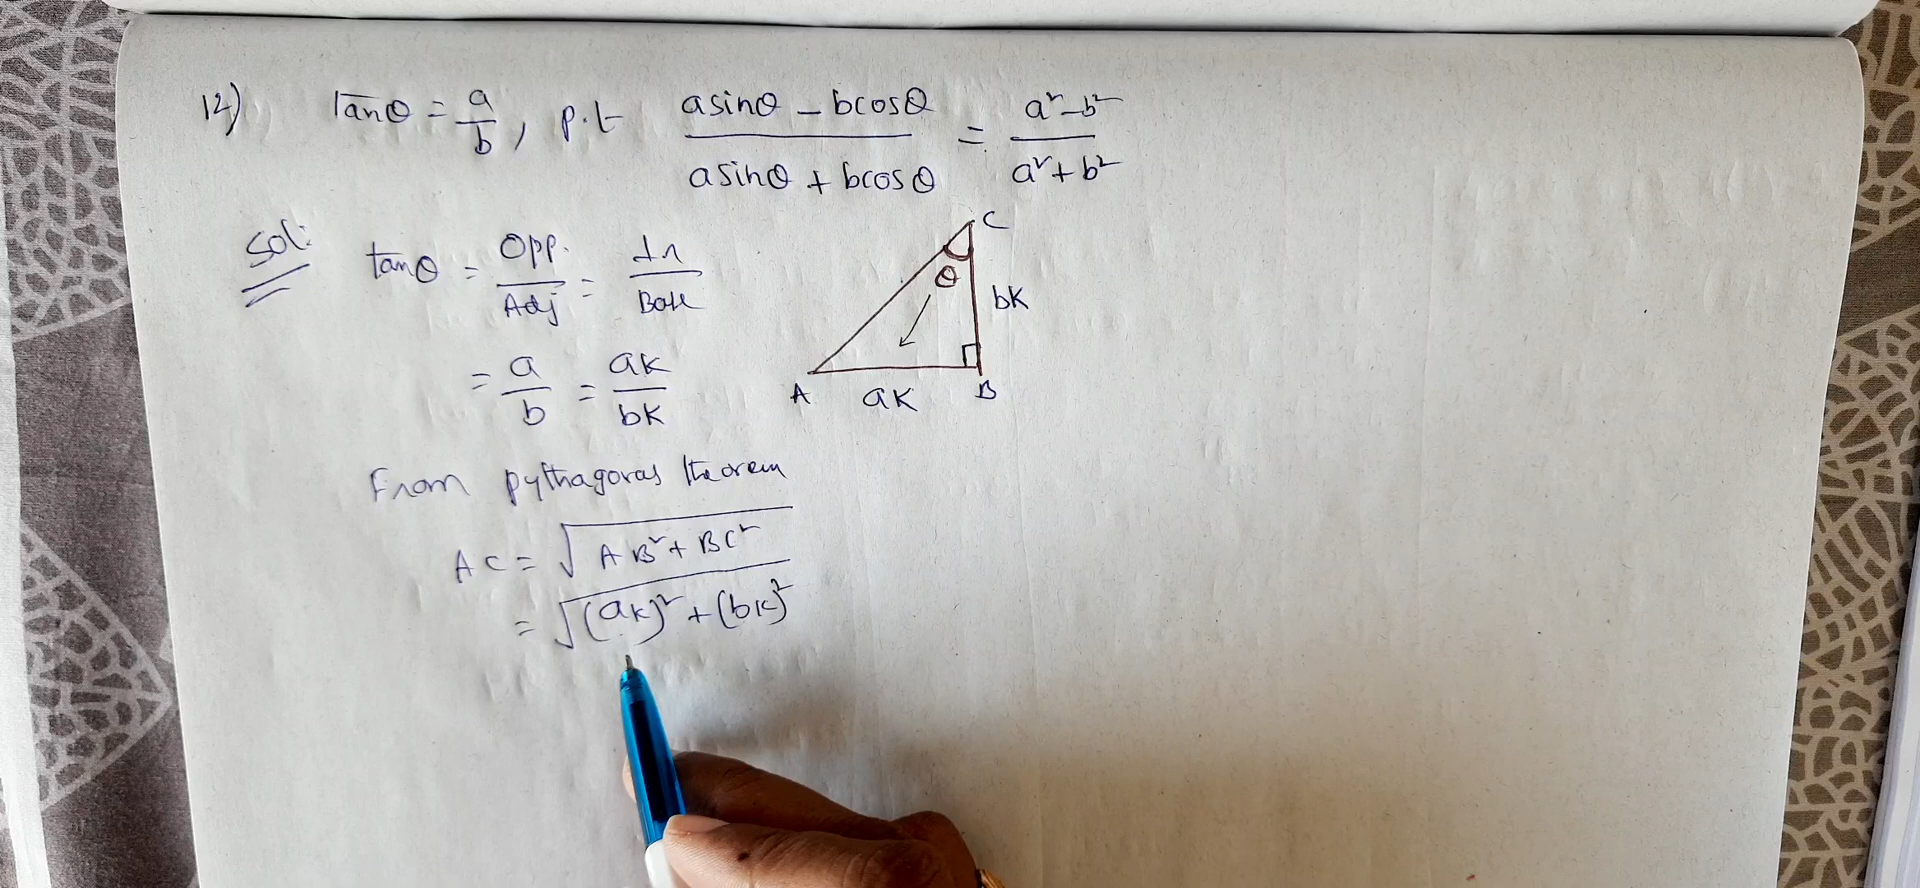 12) Tanθ = a/b, p.t (asinθ - bcosθ)/(asinθ + bcosθ) = (a² - b²)/(a² + b²)
Sol: tanθ = Opp./Adj =
= a/b = ak/bk
C
θ
bk
A ak B
From pythagoras theorem
AC = √(AB² + BC²)
= √((ak)² + (bk)²)